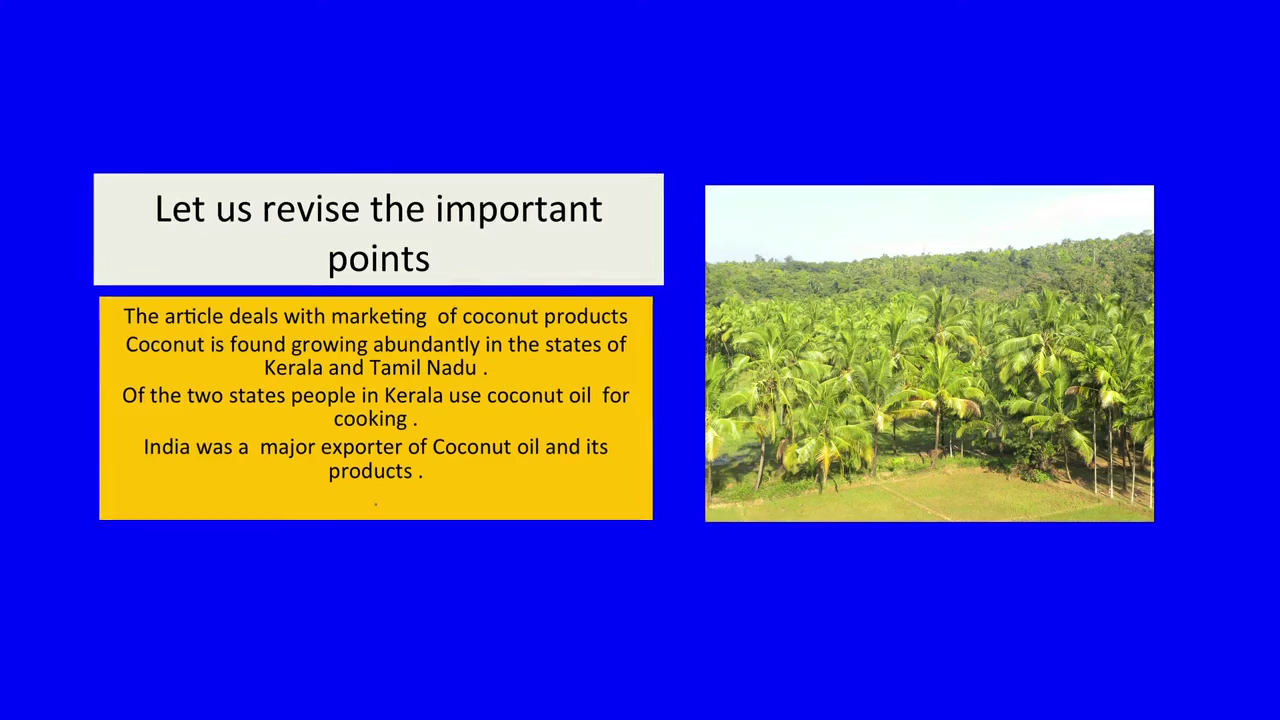 Let us revise the important
points
The article deals with marketing  of coconut products
Coconut is found growing abundantly in the states of
Kerala and Tamil Nadu .
Of the two states people in Kerala use coconut oil  for
cooking .
India was a  major exporter of Coconut oil and its
products .
.